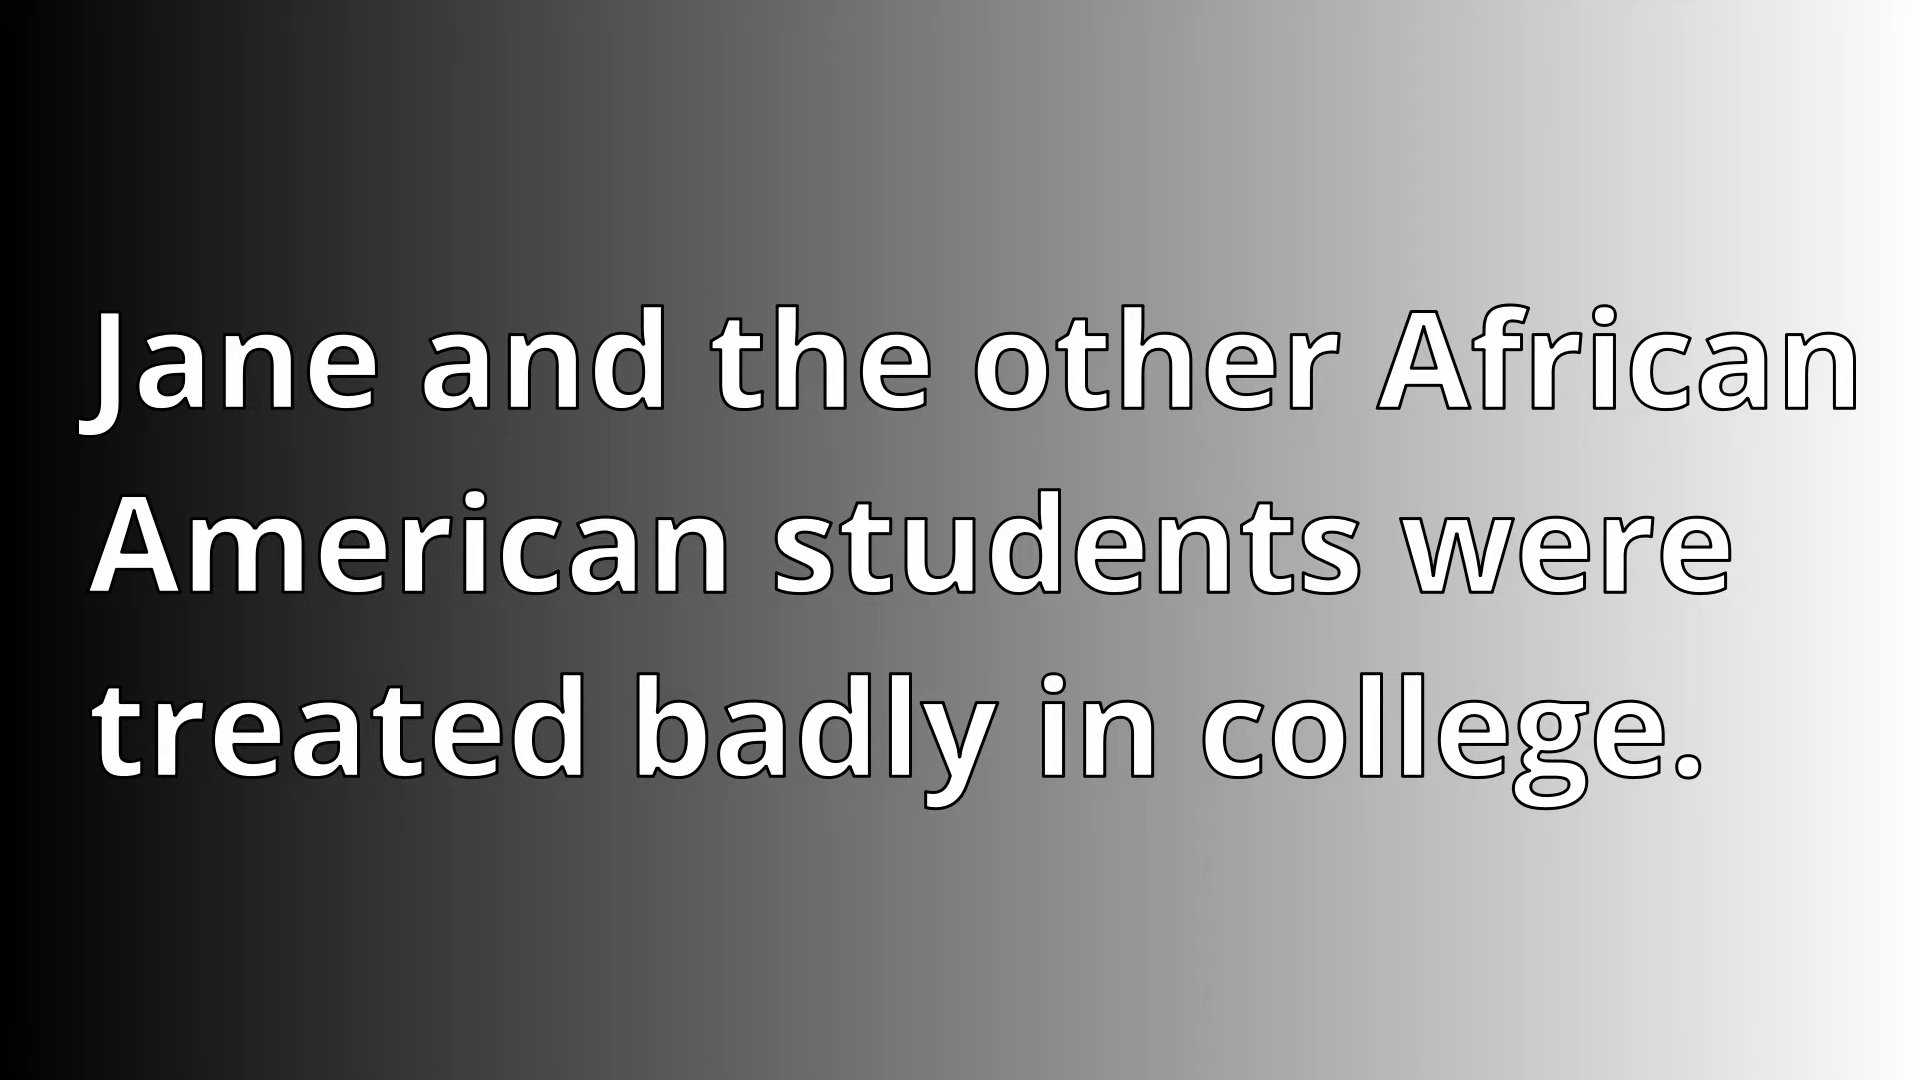 Jane and the other African
American students were
treated badly in college.